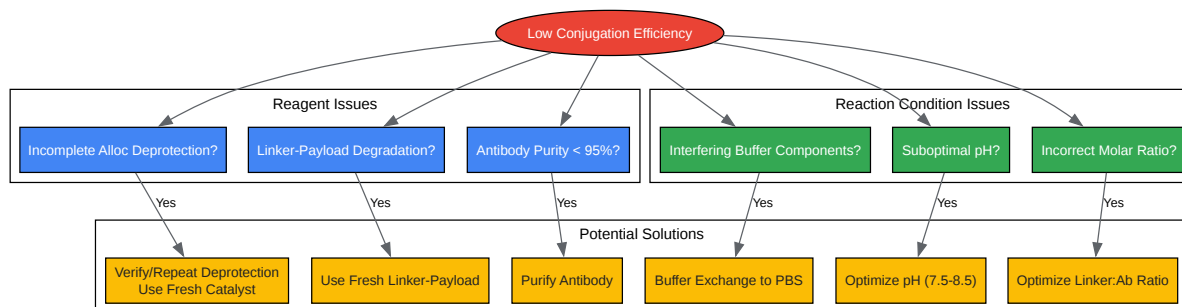 Low Conjugation Efficiency
Reagent Issues
Reaction Condition Issues
Incomplete Alloc Deprotection?
Linker-Payload Degradation?
Antibody Purity < 95%?
Interfering Buffer Components?
Suboptimal pH?
Incorrect Molar Ratio?
Yes
Yes
Yes
Yes
Yes
Yes
Potential Solutions
Verify/Repeat Deprotection
Use Fresh Catalyst
Use Fresh Linker-Payload
Purify Antibody
Buffer Exchange to PBS
Optimize pH (7.5-8.5)
Optimize Linker:Ab Ratio